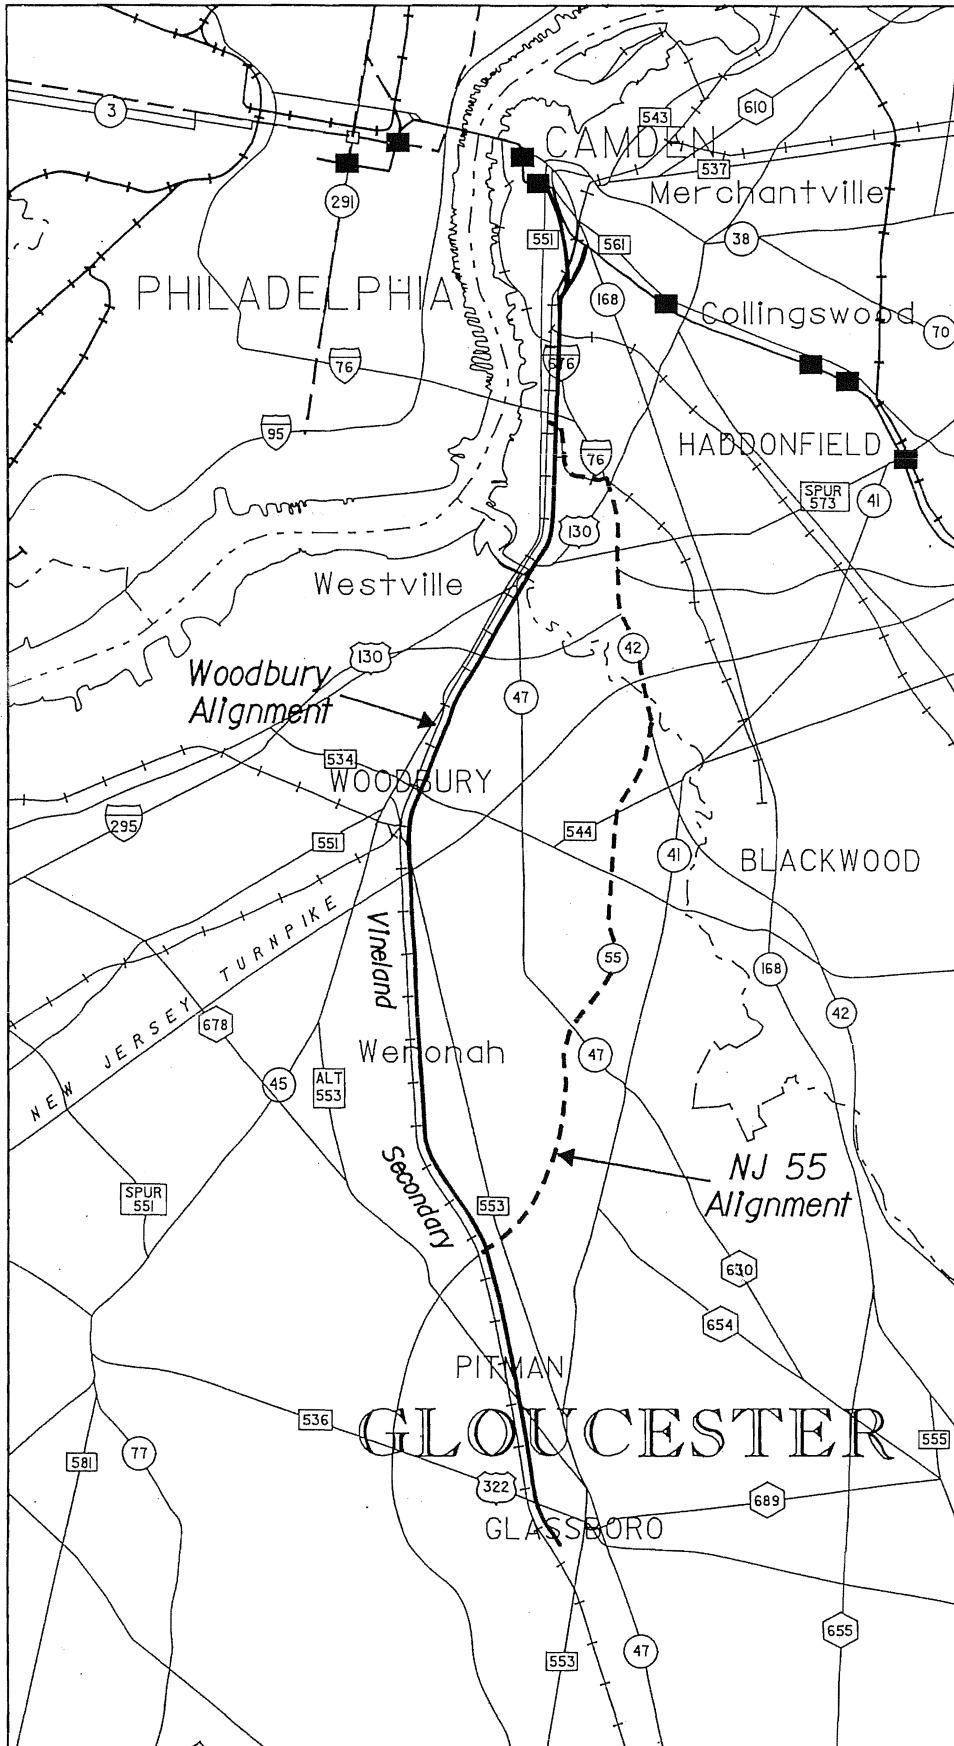 3
543
610
CAMDEN
537
Merchantville
291
551
561
38
PHILADELPHIA
168
Collingswood
70
76
676
95
76
HADDONFIELD
SPUR
573
41
130
Westville
42
130
Woodbury
Alignment
47
534
WOODBURY
295
551
544
41
BLACKWOOD
Vineland
NEW JERSEY TURNPIKE
55
168
678
42
Wenonah
47
45
ALT
553
Secondary
NJ 55
Alignment
SPUR
551
553
630
654
PITMAN
536
GLOUCESTER
555
77
581
322
689
GLASSBORO
655
47
553